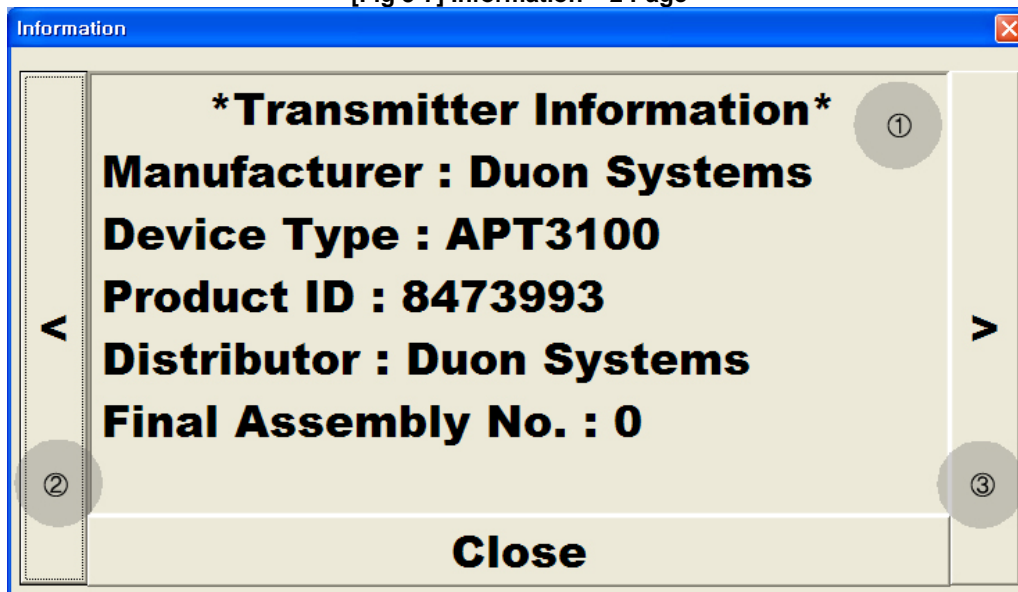 Information
*Transmitter Information*
①
Manufacturer : Duon Systems
Device Type : APT3100
Product ID : 8473993
<
>
Distributor : Duon Systems
Final Assembly No. : 0
②
③
Close